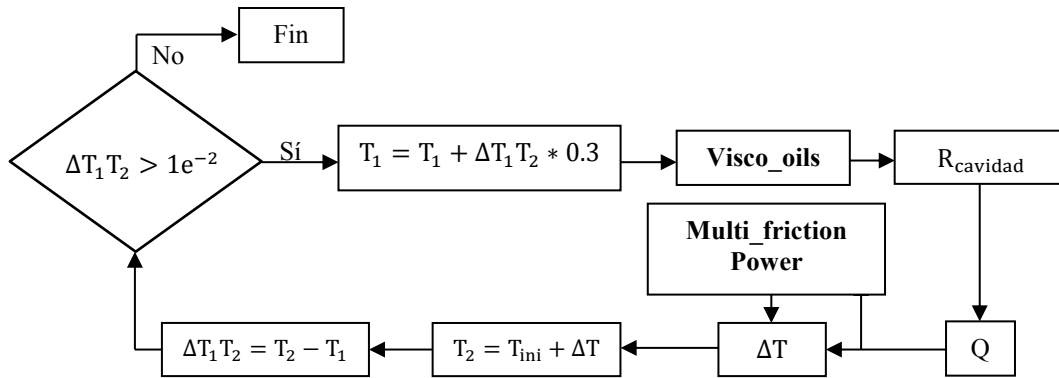 Fin
No
ΔT₁T₂ > 1e⁻²
Sí
T₁ = T₁ + ΔT₁T₂ ∗ 0.3
Visco_oils
R_cavidad
Multi_friction
Power
ΔT₁T₂ = T₂ − T₁
T₂ = T_ini + ΔT
ΔT
Q